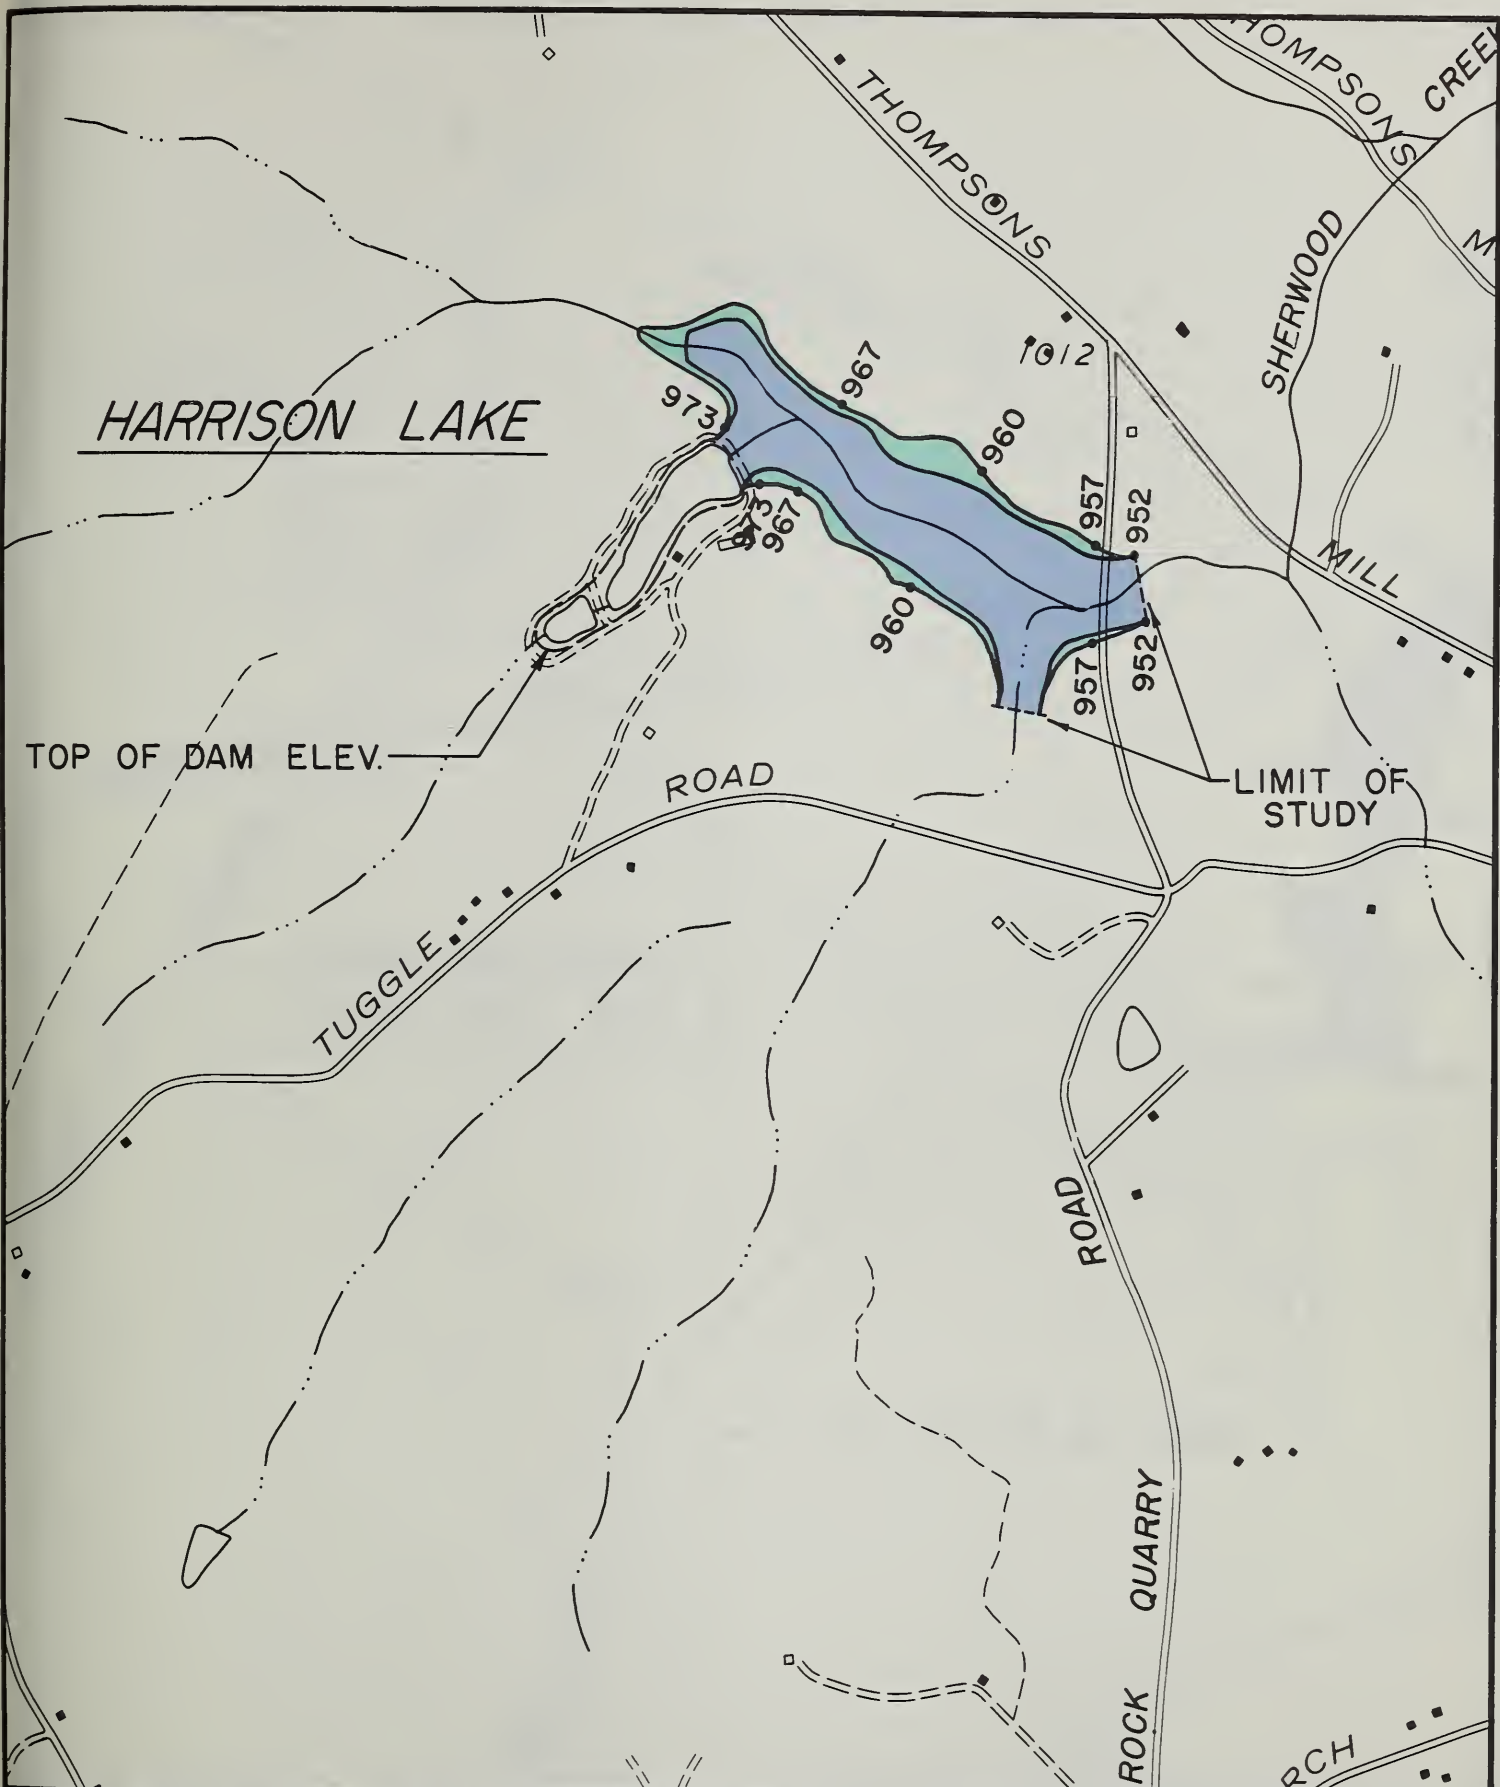 THOMPSONS
THOMPSONS
CREEK
SHERWOOD
1012
967
HARRISON LAKE
973
960
957
952
973
967
MILL
960
957
952
TOP OF DAM ELEV.
LIMIT OF
STUDY
ROAD
TUGGLE
ROAD
QUARRY
ROCK